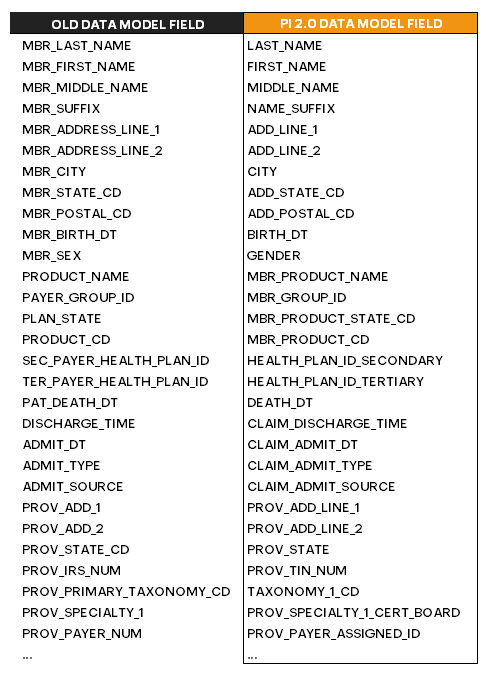 OLD DATA MODEL FIELD PI 2.0 DATA MODEL FIELD
MBR_LAST_NAME LAST_NAME
MBR_FIRST_NAME FIRST_NAME
MBR_MIDDLE_NAME MIDDLE_NAME
MBR_SUFFIX NAME_SUFFIX
MBR_ADDRESS_LINE_1 ADD_LINE_1
MBR_ADDRESS_LINE_2 ADD_LINE_2
MBR_CITY CITY
MBR_STATE_CD ADD_STATE_CD
MBR_POSTAL_CD ADD_POSTAL_CD
MBR_BIRTH_DT BIRTH_DT
MBR_SEX GENDER
PRODUCT_NAME MBR_PRODUCT_NAME
PAYER_GROUP_ID MBR_GROUP_ID
PLAN_STATE MBR_PRODUCT_STATE_CD
PRODUCT_CD MBR_PRODUCT_CD
SEC_PAYER_HEALTH_PLAN_ID HEALTH_PLAN_ID_SECONDARY
TER_PAYER_HEALTH_PLAN_ID HEALTH_PLAN_ID_TERTIARY
PAT_DEATH_DT DEATH_DT
DISCHARGE_TIME CLAIM_DISCHARGE_TIME
ADMIT_DT CLAIM_ADMIT_DT
ADMIT_TYPE CLAIM_ADMIT_TYPE
ADMIT_SOURCE CLAIM_ADMIT_SOURCE
PROV_ADD_1 PROV_ADD_LINE_1
PROV_ADD_2 PROV_ADD_LINE_2
PROV_STATE_CD PROV_STATE
PROV_IRS_NUM PROV_TIN_NUM
PROV_PRIMARY_TAXONOMY_CD TAXONOMY_1_CD
PROV_SPECIALTY_1 PROV_SPECIALTY_1_CERT_BOARD
PROV_PAYER_NUM PROV_PAYER_ASSIGNED_ID
... ...